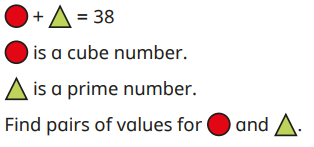 + = 38
is a cube number.
is a prime number.
Find pairs of values for and .